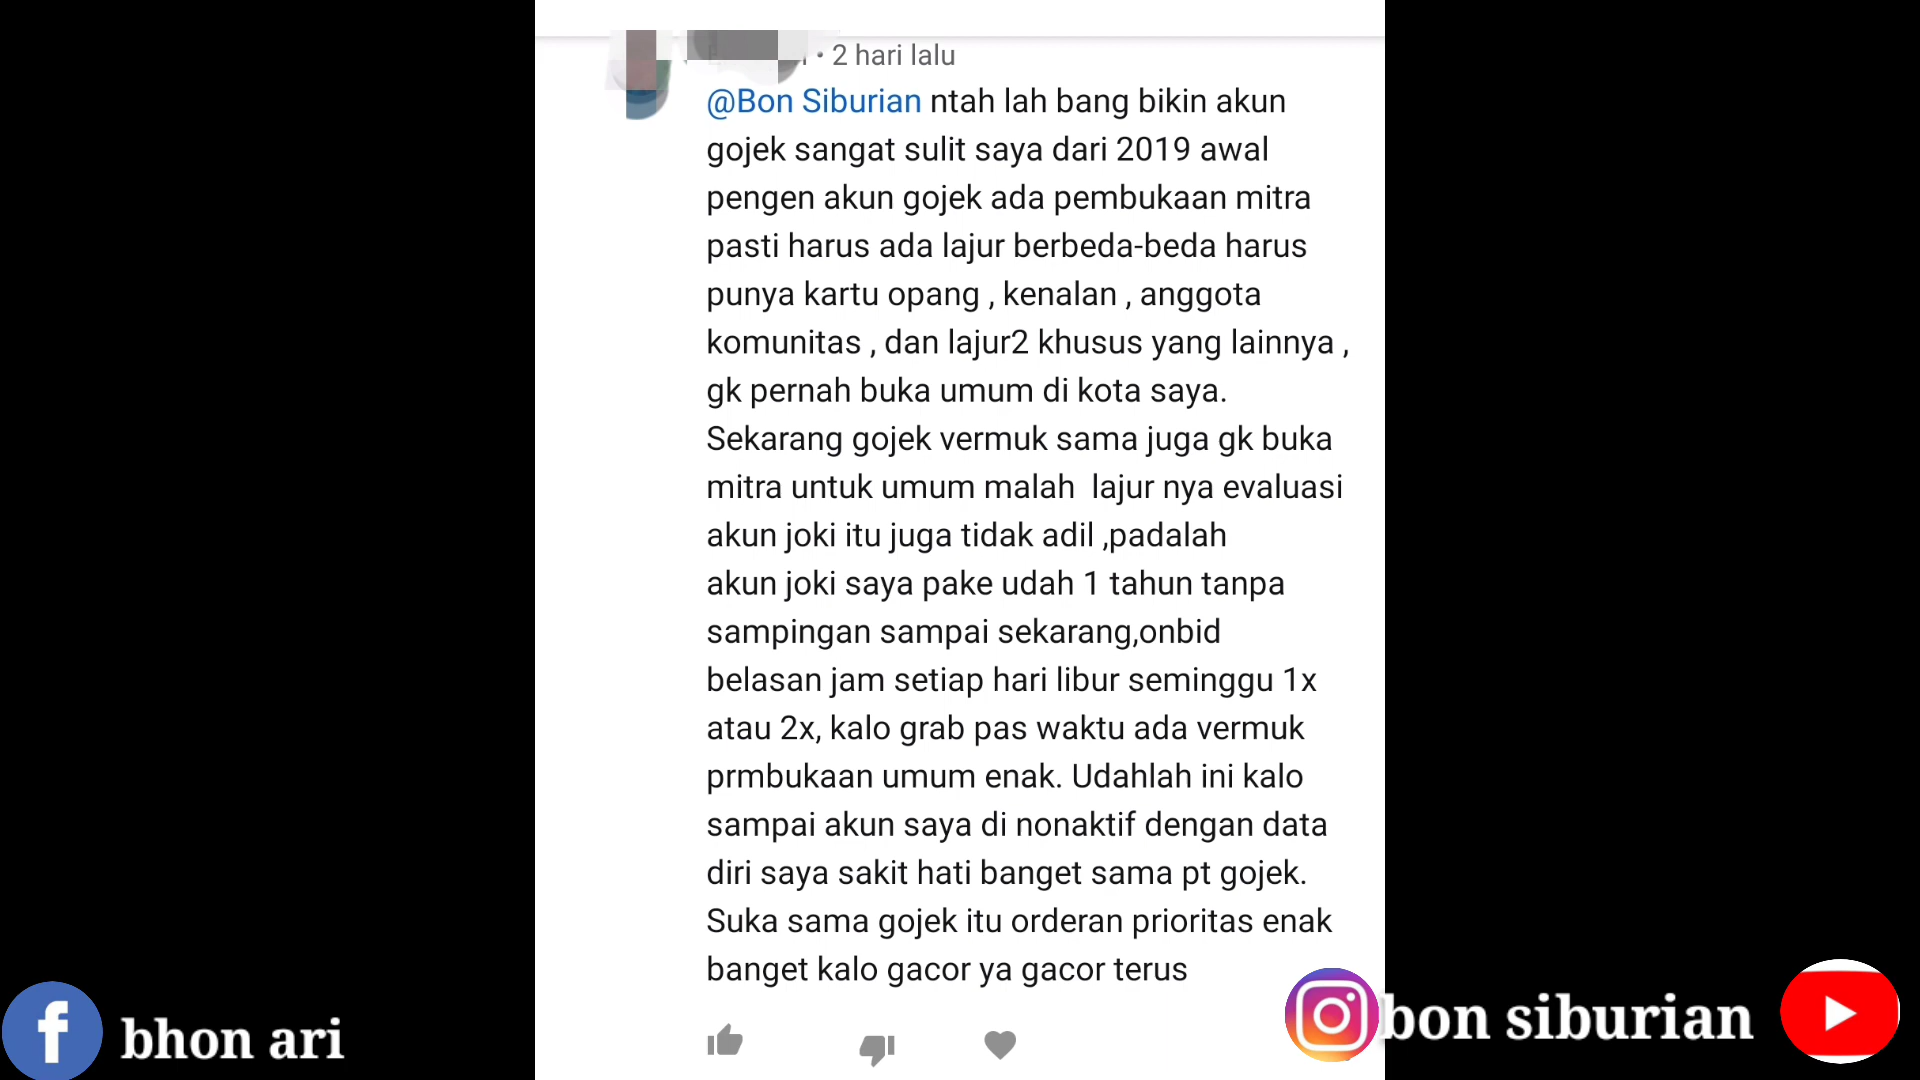 • 2 hari lalu
@Bon Siburian ntah lah bang bikin akun
gojek sangat sulit saya dari 2019 awal
pengen akun gojek ada pembukaan mitra
pasti harus ada lajur berbeda-beda harus
punya kartu opang , kenalan , anggota
komunitas , dan lajur2 khusus yang lainnya ,
gk pernah buka umum di kota saya.
Sekarang gojek vermuk sama juga gk buka
mitra untuk umum malah  lajur nya evaluasi
akun joki itu juga tidak adil ,padalah
akun joki saya pake udah 1 tahun tanpa
sampingan sampai sekarang,onbid
belasan jam setiap hari libur seminggu 1x
atau 2x, kalo grab pas waktu ada vermuk
prmbukaan umum enak. Udahlah ini kalo
sampai akun saya di nonaktif dengan data
diri saya sakit hati banget sama pt gojek.
Suka sama gojek itu orderan prioritas enak
banget kalo gacor ya gacor terus
bhon ari
bon siburian